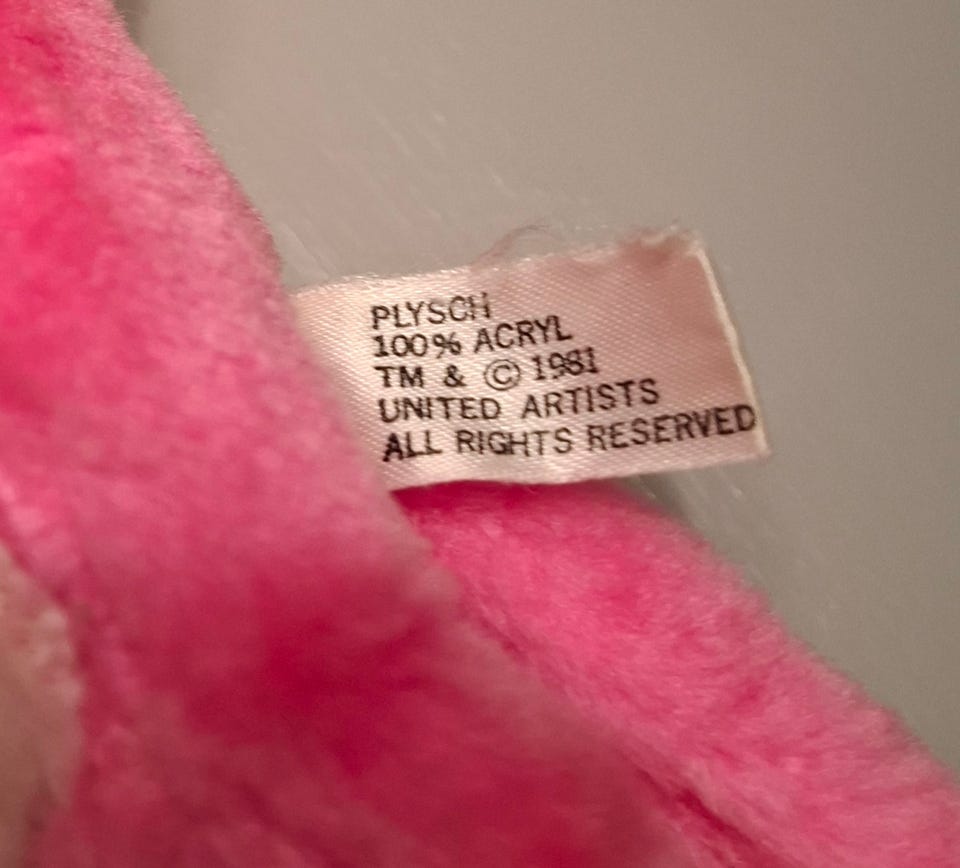 PLYSCH
100% ACRYL
TM & © 1981
UNITED ARTISTS
ALL RIGHTS RESERVED